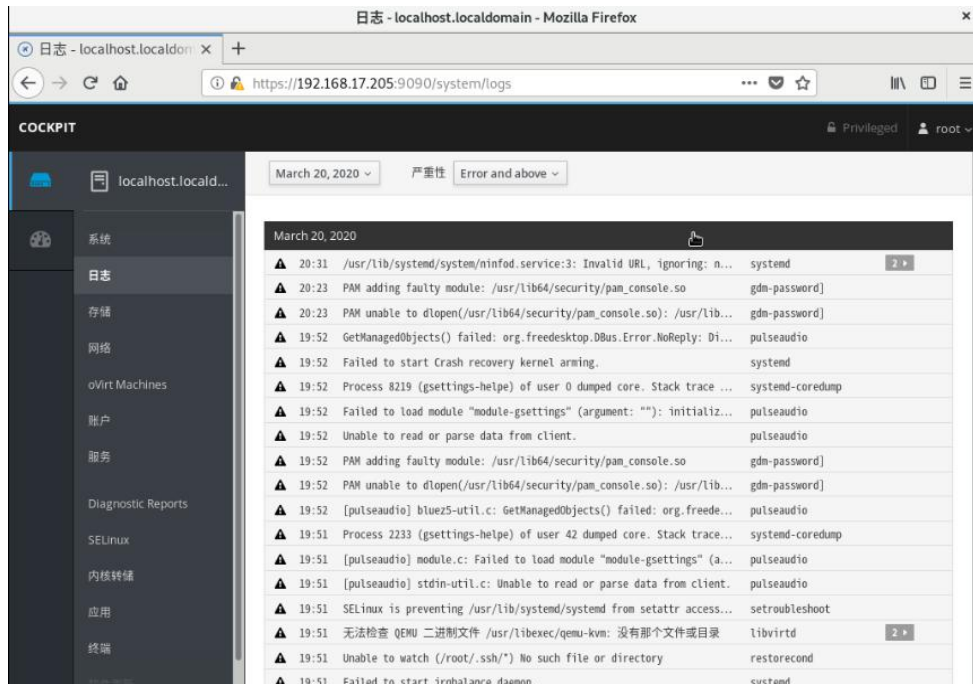 日志 - localhost.localdomain - Mozilla Firefox
日志 - localhost.localdom
https://192.168.17.205:9090/system/logs
COCKPIT
Privileged
root
localhost.locald...
March 20, 2020
严重性
Error and above
系统
日志
存储
网络
oVirt Machines
账户
服务
Diagnostic Reports
SELinux
内核转储
应用
终端
March 20, 2020
20:31 /usr/lib/systemd/system/ninfod.service:3: Invalid URL, ignoring: n... systemd 2
20:23 PAM adding faulty module: /usr/lib64/security/pam_console.so gdm-password]
20:23 PAM unable to dlopen(/usr/lib64/security/pam_console.so): /usr/lib... gdm-password]
19:52 GetManagedObjects() failed: org.freedesktop.DBus.Error.NoReply: Di... pulseaudio
19:52 Failed to start Crash recovery kernel arming. systemd
19:52 Process 8219 (gsettings-helpe) of user 0 dumped core. Stack trace ... systemd-coredump
19:52 Failed to load module "module-gsettings" (argument: ""): initializ... pulseaudio
19:52 Unable to read or parse data from client. pulseaudio
19:52 PAM adding faulty module: /usr/lib64/security/pam_console.so gdm-password]
19:52 PAM unable to dlopen(/usr/lib64/security/pam_console.so): /usr/lib... gdm-password]
19:52 [pulseaudio] bluez5-util.c: GetManagedObjects() failed: org.freede... pulseaudio
19:51 Process 2233 (gsettings-helpe) of user 42 dumped core. Stack trace... systemd-coredump
19:51 [pulseaudio] module.c: Failed to load module "module-gsettings" (a... pulseaudio
19:51 [pulseaudio] stdin-util.c: Unable to read or parse data from client. pulseaudio
19:51 SELinux is preventing /usr/lib/systemd/systemd from setattr access... setroubleshoot
19:51 无法检查 QEMU 二进制文件 /usr/libexec/qemu-kvm: 没有那个文件或目录 libvirtd 2
19:51 Unable to watch (/root/.ssh/*) No such file or directory restorecond
19:51 Failed to start irqbalance daemon. systemd